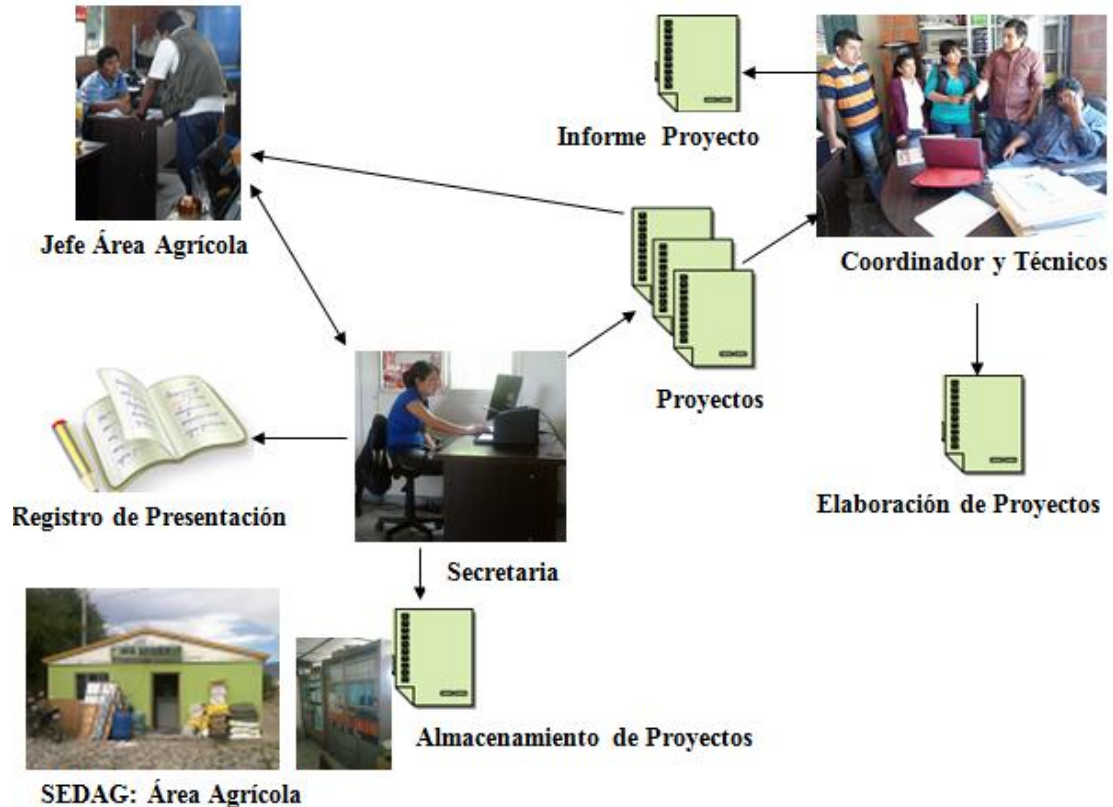 Informe Proyecto
Jefe Área Agrícola
Coordinador y Técnicos
Proyectos
Registro de Presentación
Elaboración de Proyectos
Secretaria
Almacenamiento de Proyectos
SEDAG: Área Agrícola